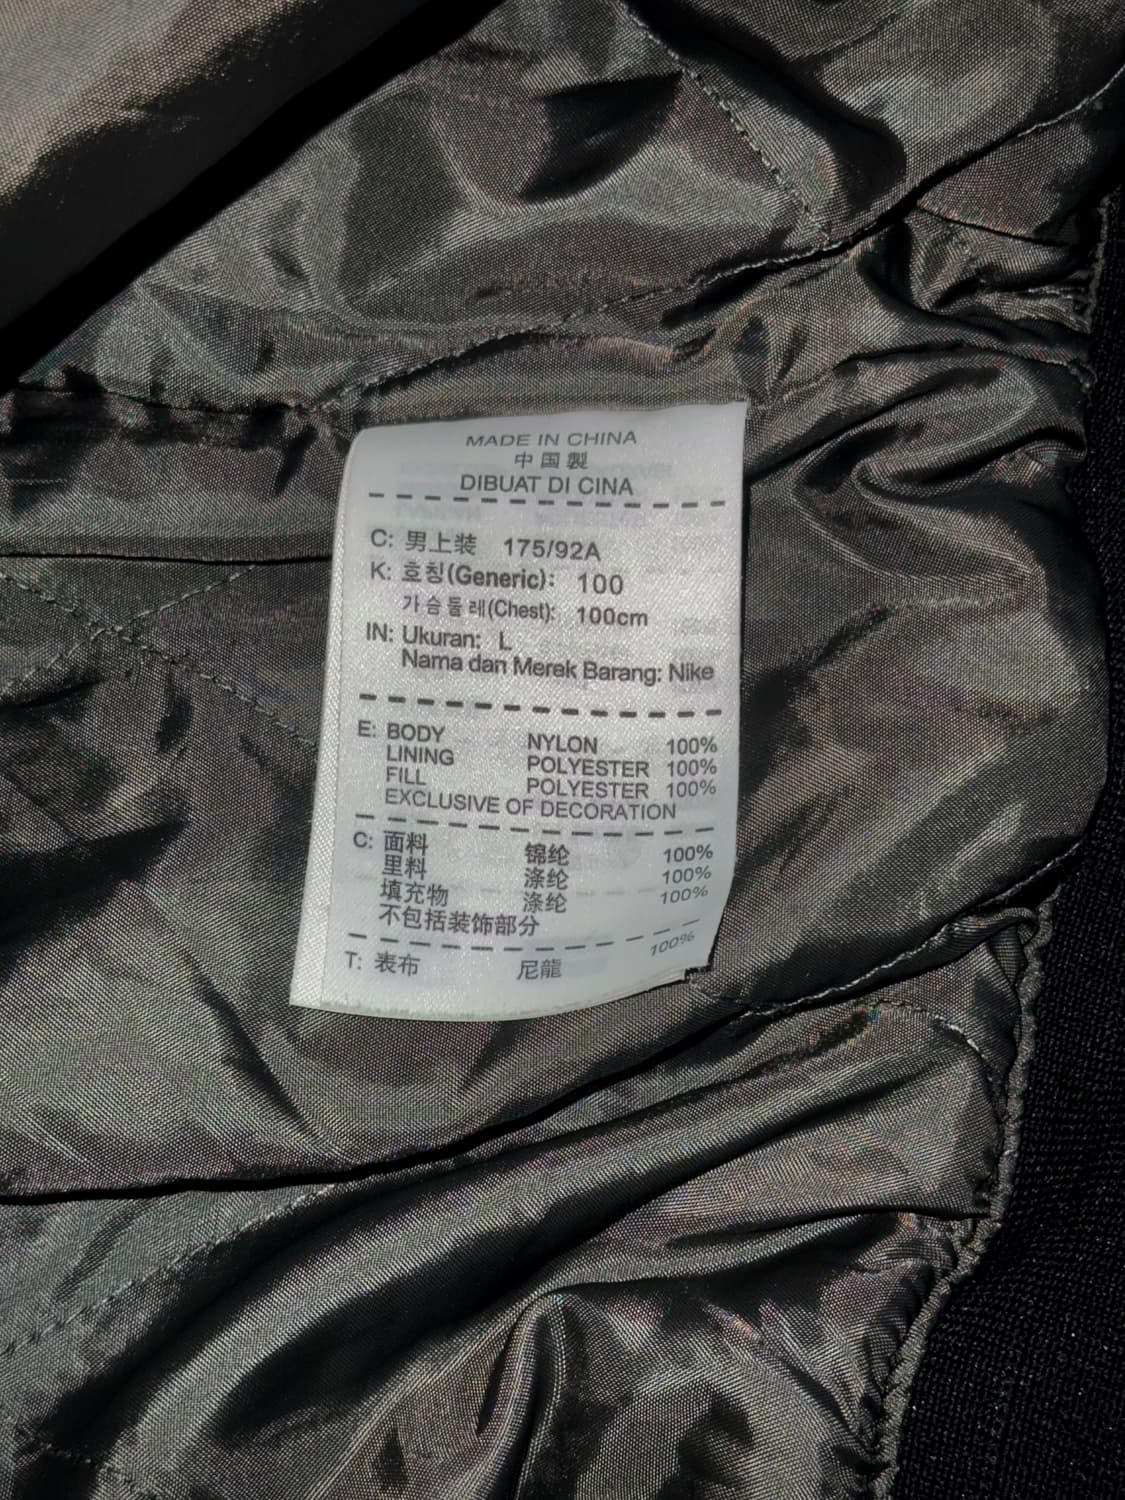 MADE IN CHINA
中国製
DIBUAT DI CINA
C: 男上装 175/92A
K: 호칭(Generic): 100
가슴둘레(Chest): 100cm
IN: Ukuran: L
Nama dan Merek Barang: Nike
E: BODY NYLON 100%
LINING POLYESTER 100%
FILL POLYESTER 100%
EXCLUSIVE OF DECORATION
C: 面料 锦纶 100%
里料 涤纶 100%
填充物 涤纶 100%
不包括装饰部分
T: 表布 尼龍 100%